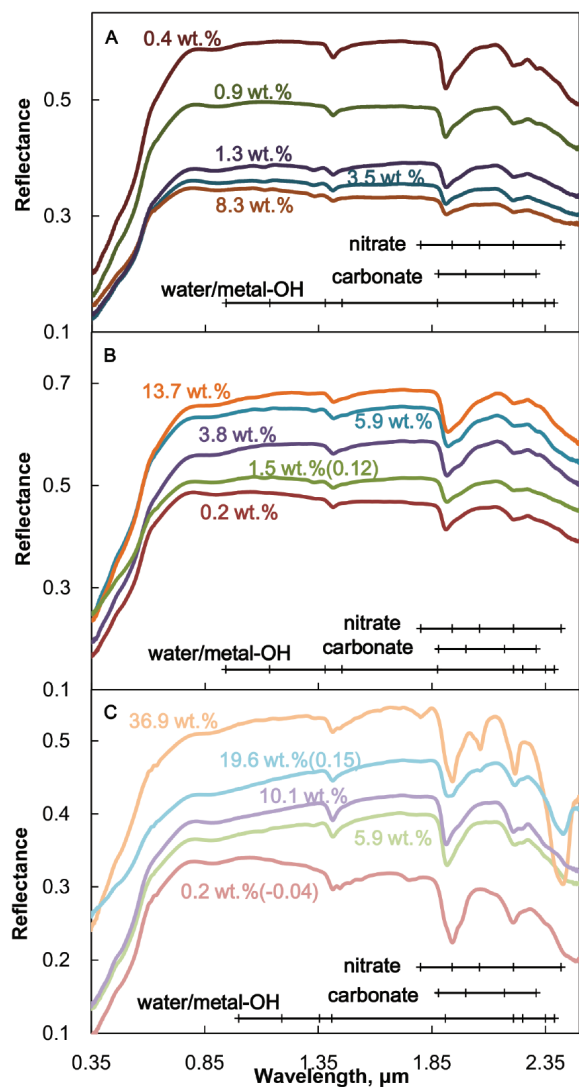 A
0.4 wt.%
0.5
0.9 wt.%
Reflectance
1.3 wt.%
3.5 wt.%
0.3
8.3 wt.%
nitrate
carbonate
water/metal-OH
0.1
B
13.7 wt.%
0.7
5.9 wt.%
3.8 wt.%
1.5 wt.%(0.12)
0.5
Reflectance
0.2 wt.%
0.3
nitrate
carbonate
water/metal-OH
0.1
C
36.9 wt.%
0.5
19.6 wt.%(0.15)
10.1 wt.%
0.4
5.9 wt.%
Reflectance
0.3
0.2 wt.%(-0.04)
0.2
nitrate
carbonate
water/metal-OH
0.1
0.35 0.85 1.35 1.85 2.35
Wavelength, μm